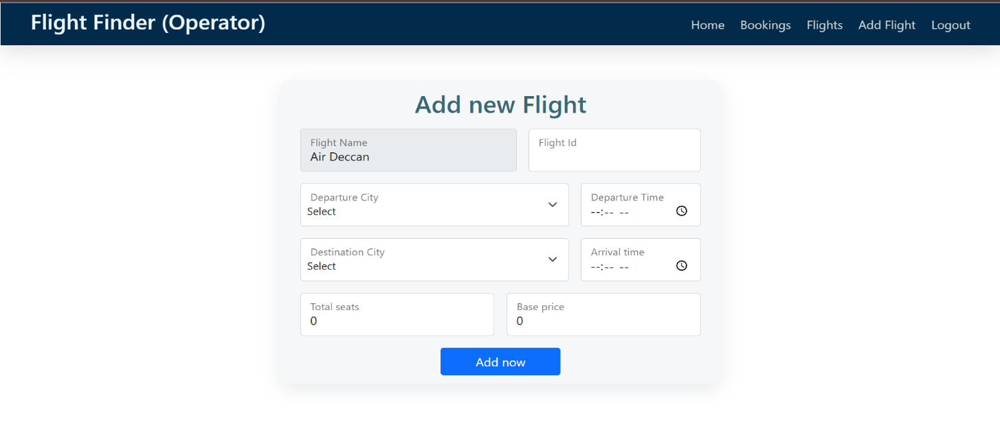 Flight Finder (Operator)
Home Bookings Flights Add Flight Logout
Add new Flight
Flight Name
Air Deccan
Flight Id
Departure City
Select
Departure Time
--:-- --
Destination City
Select
Arrival time
--:-- --
Total seats
0
Base price
0
Add now